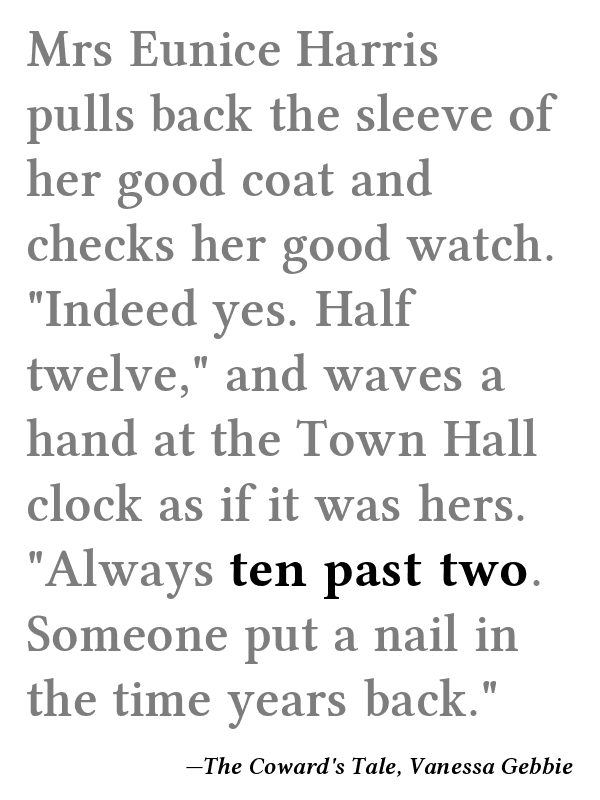 Mrs Eunice Harris
pulls back the sleeve of
her good coat and
checks her good watch.
"Indeed yes. Half
twelve," and waves a
hand at the Town Hall
clock as if it was hers.
"Always ten past two.
Someone put a nail in
the time years back."
—The Coward's Tale, Vanessa Gebbie